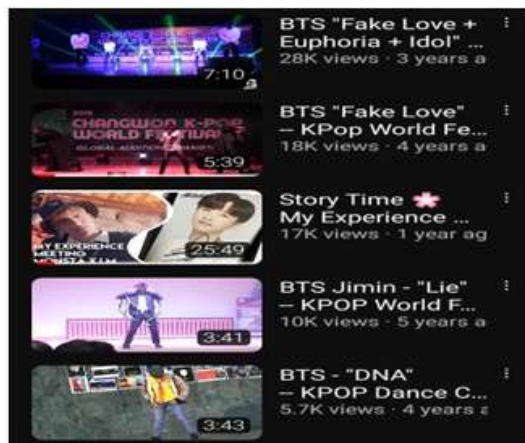 7:10
BTS "Fake Love +
Euphoria + Idol" ...
28K views · 3 years a
CHANGWON K-POP
WORLD FESTIVAL
5:39
BTS "Fake Love"
– KPop World Fe...
18K views · 4 years a
MY EXPERIENCE
MEETING
MONSTA X I.M
25:49
Story Time 🌸
My Experience ...
17K views · 1 year ag
3:41
BTS Jimin - "Lie"
– KPOP World F...
10K views · 5 years a
3:43
BTS - "DNA"
– KPOP Dance C...
5.7K views · 4 years a